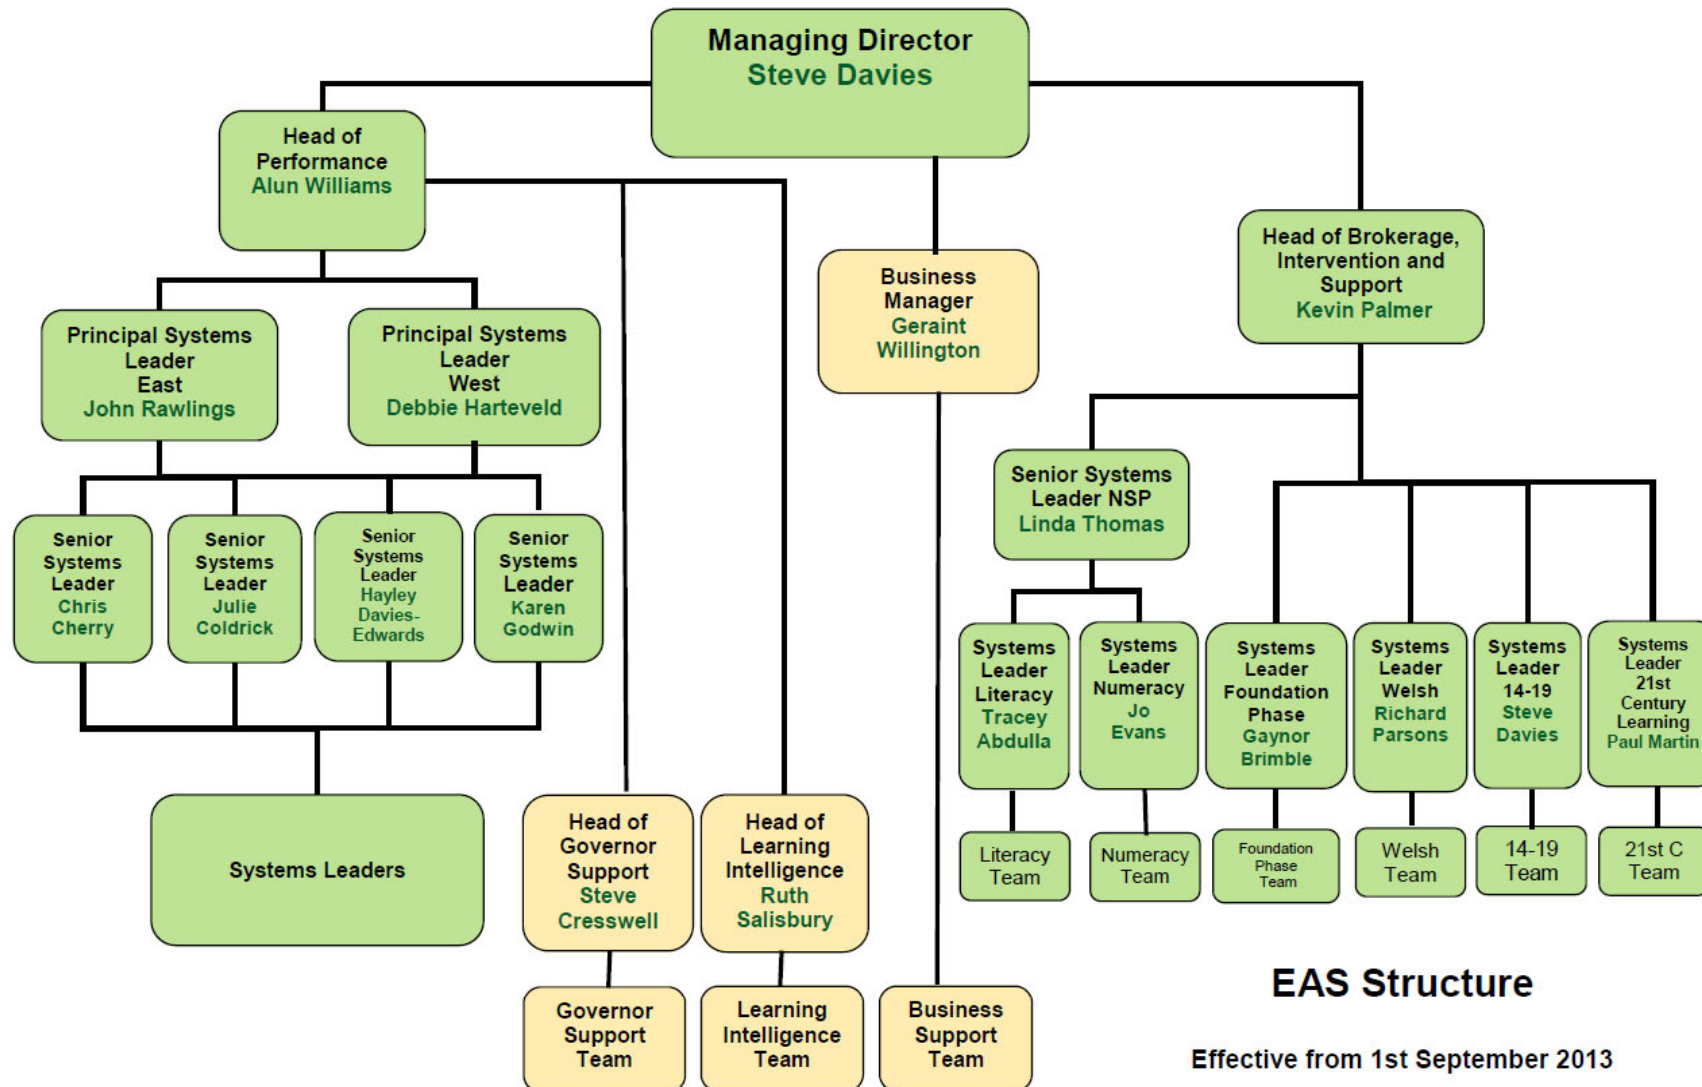 Managing Director
Steve Davies
Head of
Performance
Alun Williams
Business
Manager
Geraint
Willington
Head of Brokerage,
Intervention and
Support
Kevin Palmer
Principal Systems
Leader
East
John Rawlings
Principal Systems
Leader
West
Debbie Harteveld
Senior Systems
Leader NSP
Linda Thomas
Senior
Systems
Leader
Chris
Cherry
Senior
Systems
Leader
Julie
Coldrick
Senior
Systems
Leader
Hayley
Davies-
Edwards
Senior
Systems
Leader
Karen
Godwin
Systems
Leader
Literacy
Tracey
Abdulla
Systems
Leader
Numeracy
Jo
Evans
Systems
Leader
Foundation
Phase
Gaynor
Brimble
Systems
Leader
Welsh
Richard
Parsons
Systems
Leader
14-19
Steve
Davies
Systems
Leader
21st
Century
Learning
Paul Martin
Systems Leaders
Head of
Governor
Support
Steve
Cresswell
Head of
Learning
Intelligence
Ruth
Salisbury
Literacy
Team
Numeracy
Team
Foundation
Phase
Team
Welsh
Team
14-19
Team
21st C
Team
Governor
Support
Team
Learning
Intelligence
Team
Business
Support
Team
EAS Structure
Effective from 1st September 2013